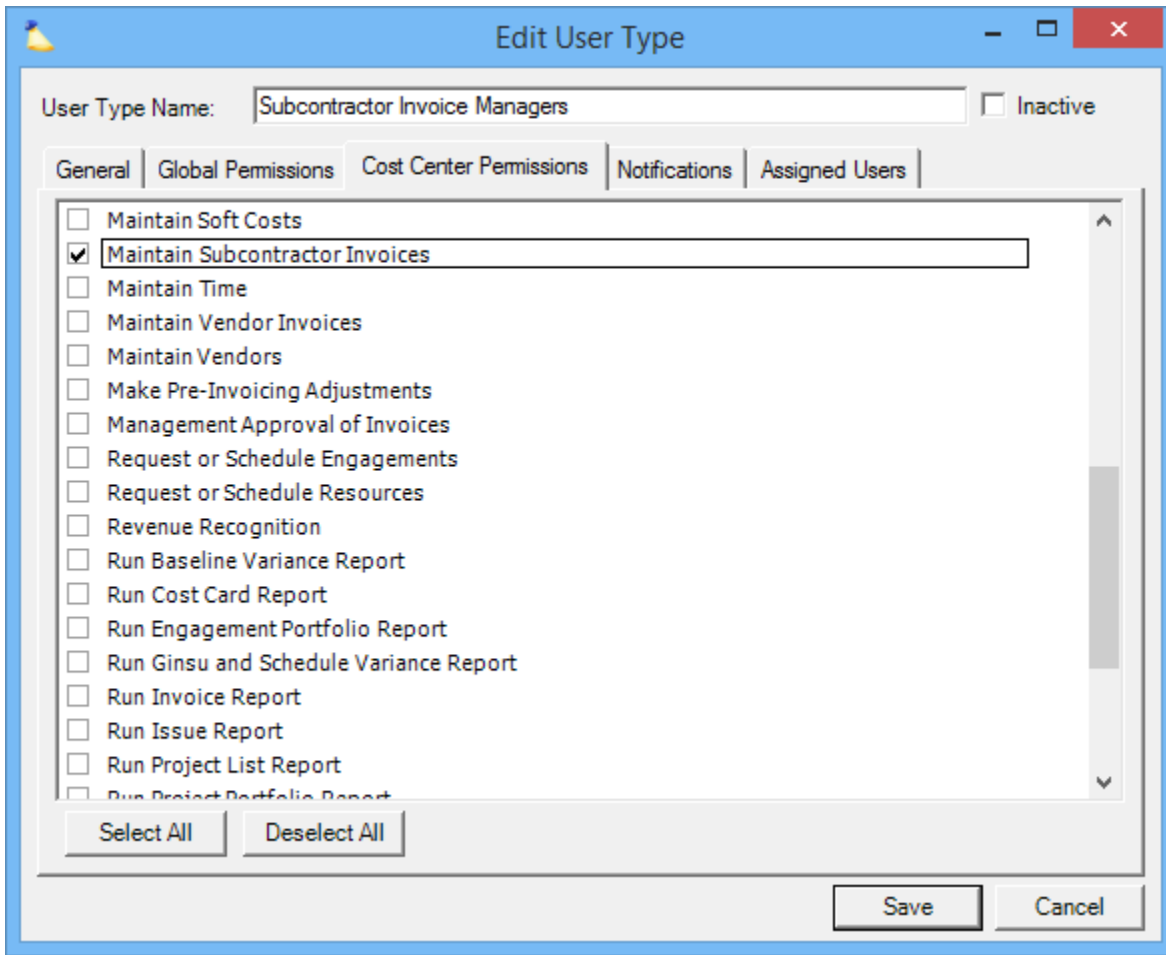 Edit User Type
User Type Name: Subcontractor Invoice Managers Inactive
General Global Permissions Cost Center Permissions Notifications Assigned Users
Maintain Soft Costs
Maintain Subcontractor Invoices
Maintain Time
Maintain Vendor Invoices
Maintain Vendors
Make Pre-Invoicing Adjustments
Management Approval of Invoices
Request or Schedule Engagements
Request or Schedule Resources
Revenue Recognition
Run Baseline Variance Report
Run Cost Card Report
Run Engagement Portfolio Report
Run Ginsu and Schedule Variance Report
Run Invoice Report
Run Issue Report
Run Project List Report
Run Project Portfolio Report
Select All Deselect All
Save Cancel